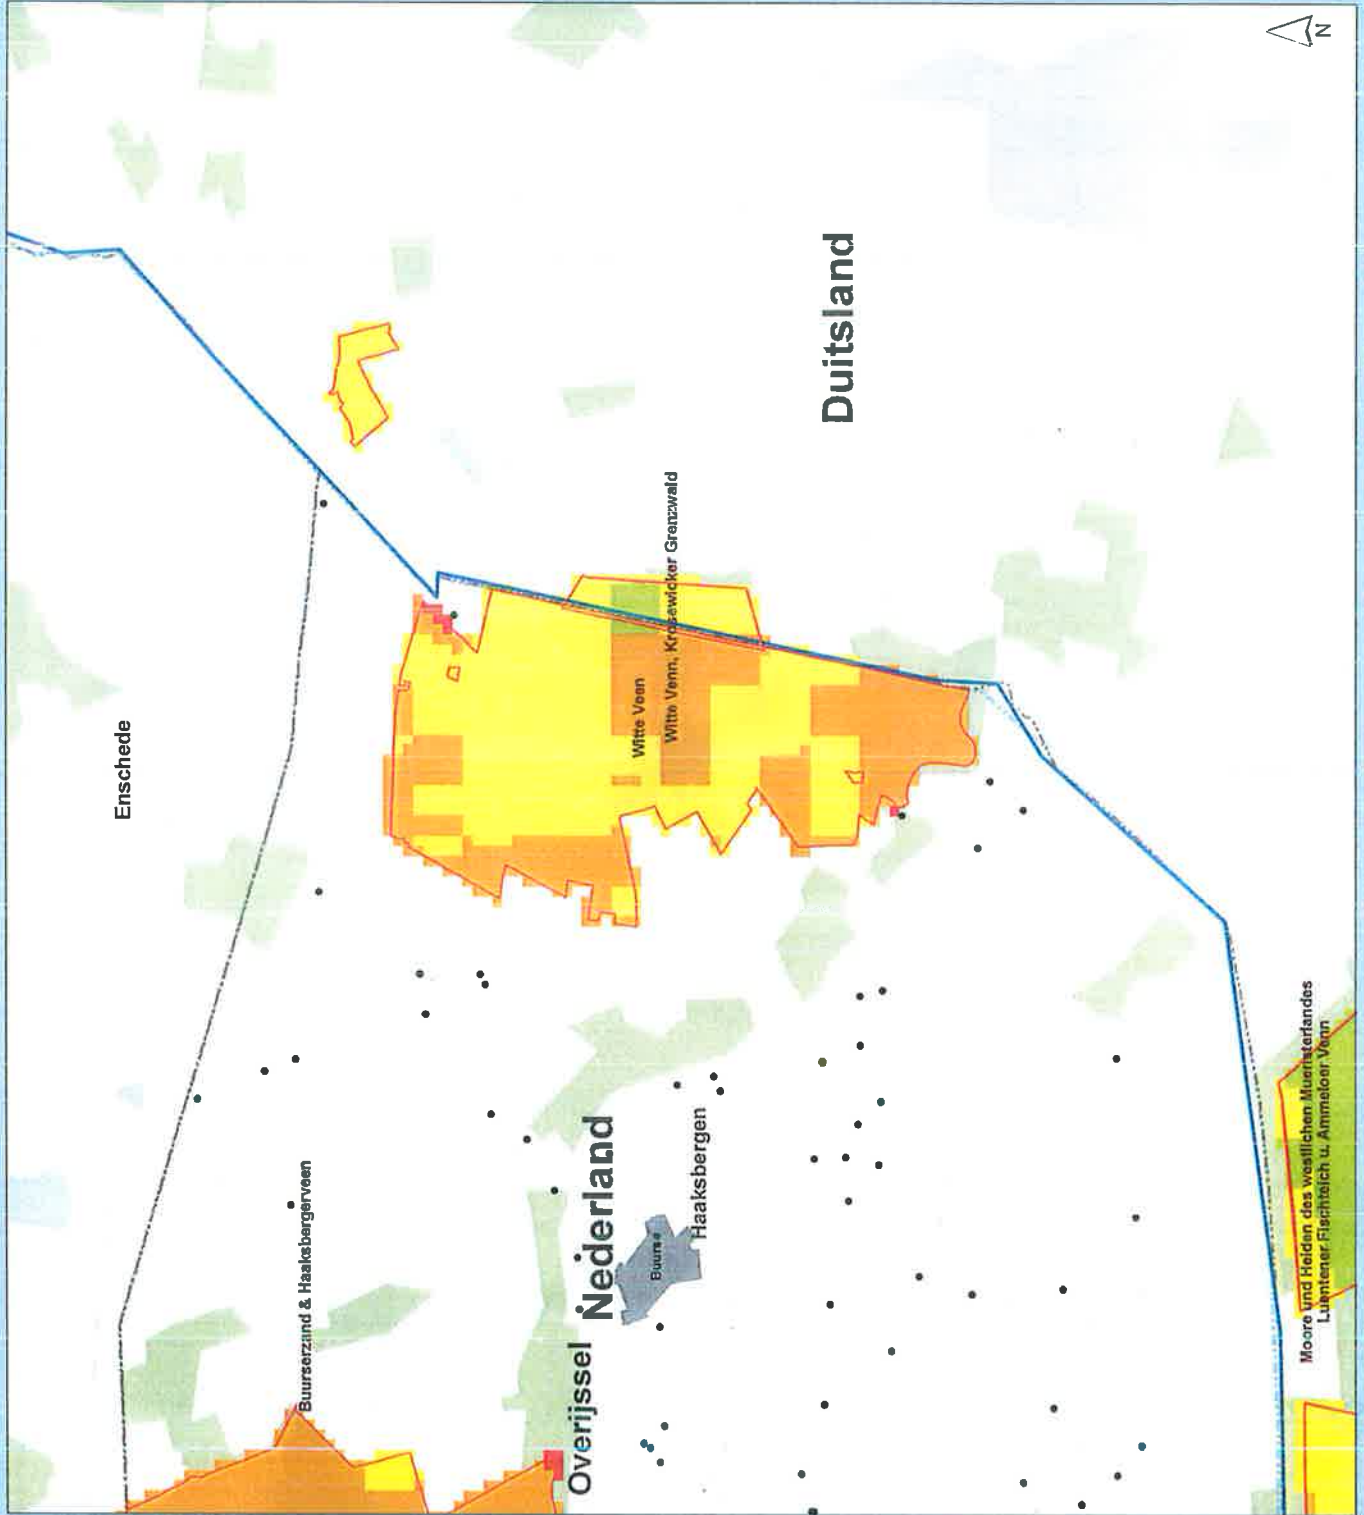 N
Enschede
Duitsland
Witte Veen
Witte Venn, Krosewicker Grenzwald
Buurserzand & Haaksbergerveen
Nederland
Haaksbergen
Buurse
Overijssel
Moore und Heiden des westlichen Muensterlandes
Luentener Fischteich u. Ammeloer Venn